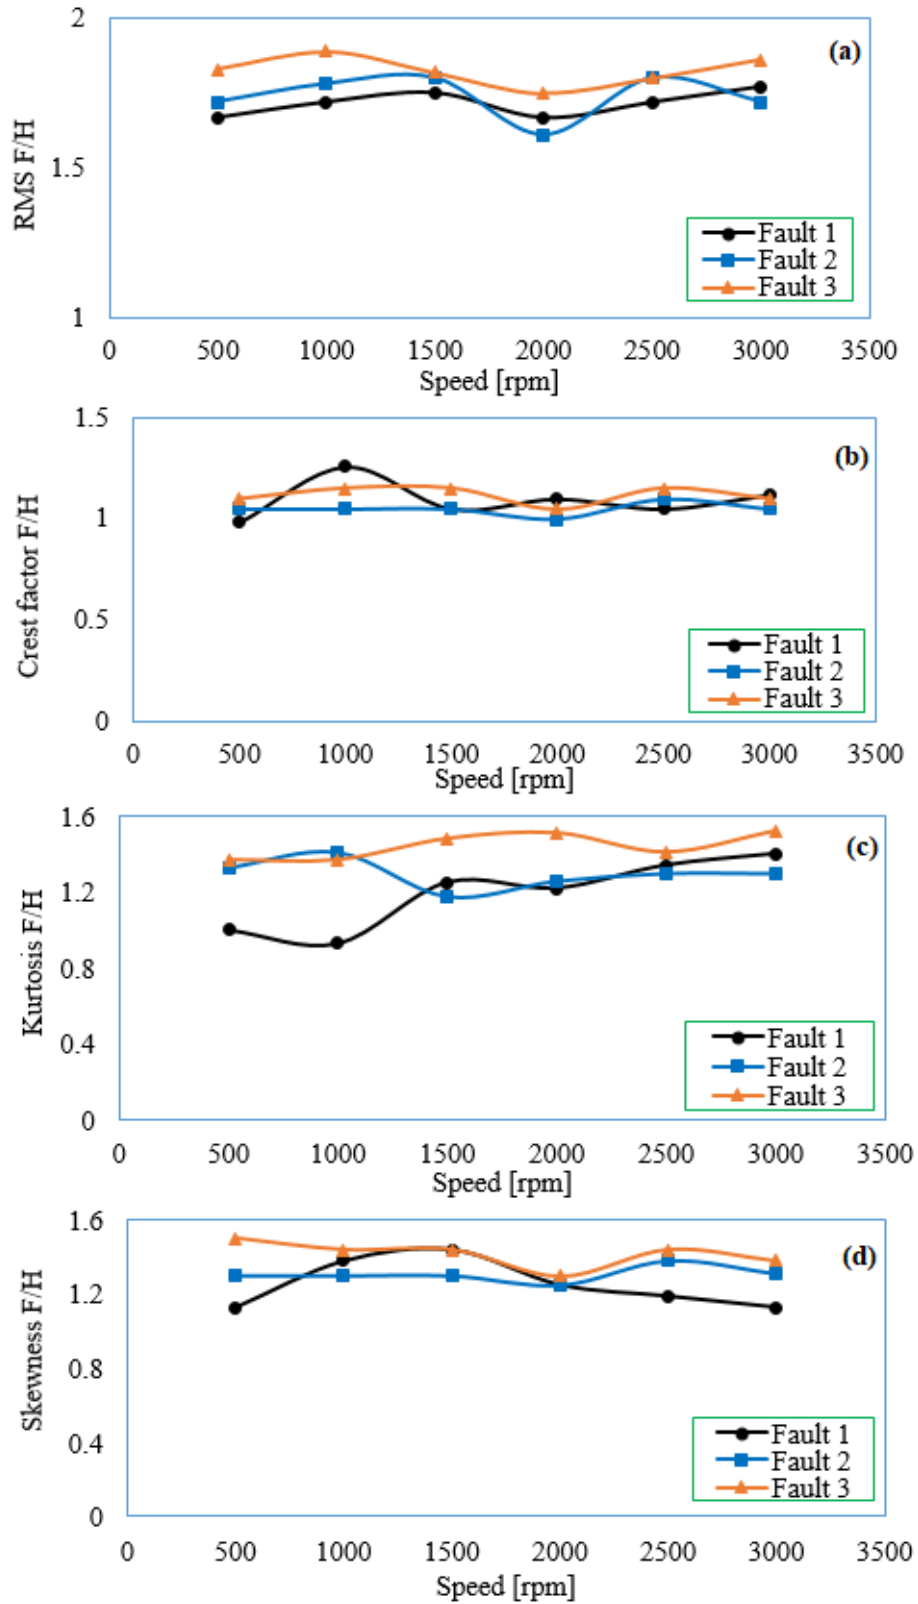 2
(a)
RMS F/H
1.5
Fault 1
Fault 2
Fault 3
1
0 500 1000 1500 2000 2500 3000 3500
Speed [rpm]
1.5
(b)
Crest factor F/H
1
0.5
Fault 1
Fault 2
Fault 3
0
0 500 1000 1500 2000 2500 3000 3500
Speed [rpm]
1.6
(c)
Kurtosis F/H
1.2
0.8
0.4
Fault 1
Fault 2
Fault 3
0
0 500 1000 1500 2000 2500 3000 3500
Speed [rpm]
1.6
(d)
Skewness F/H
1.2
0.8
0.4
Fault 1
Fault 2
Fault 3
0
0 500 1000 1500 2000 2500 3000 3500
Speed [rpm]